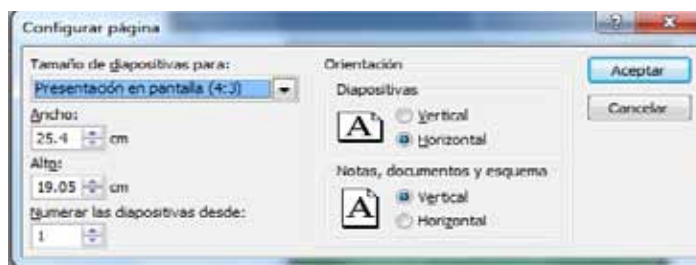 Configurar página
Tamaño de diapositivas para:
Presentación en pantalla (4:3)
Ancho:
25.4 cm
Alto:
19.05 cm
Numerar las diapositivas desde:
1
Orientación
Diapositivas
A
Vertical
Horizontal
Notas, documentos y esquema
A
Vertical
Horizontal
Aceptar
Cancelar